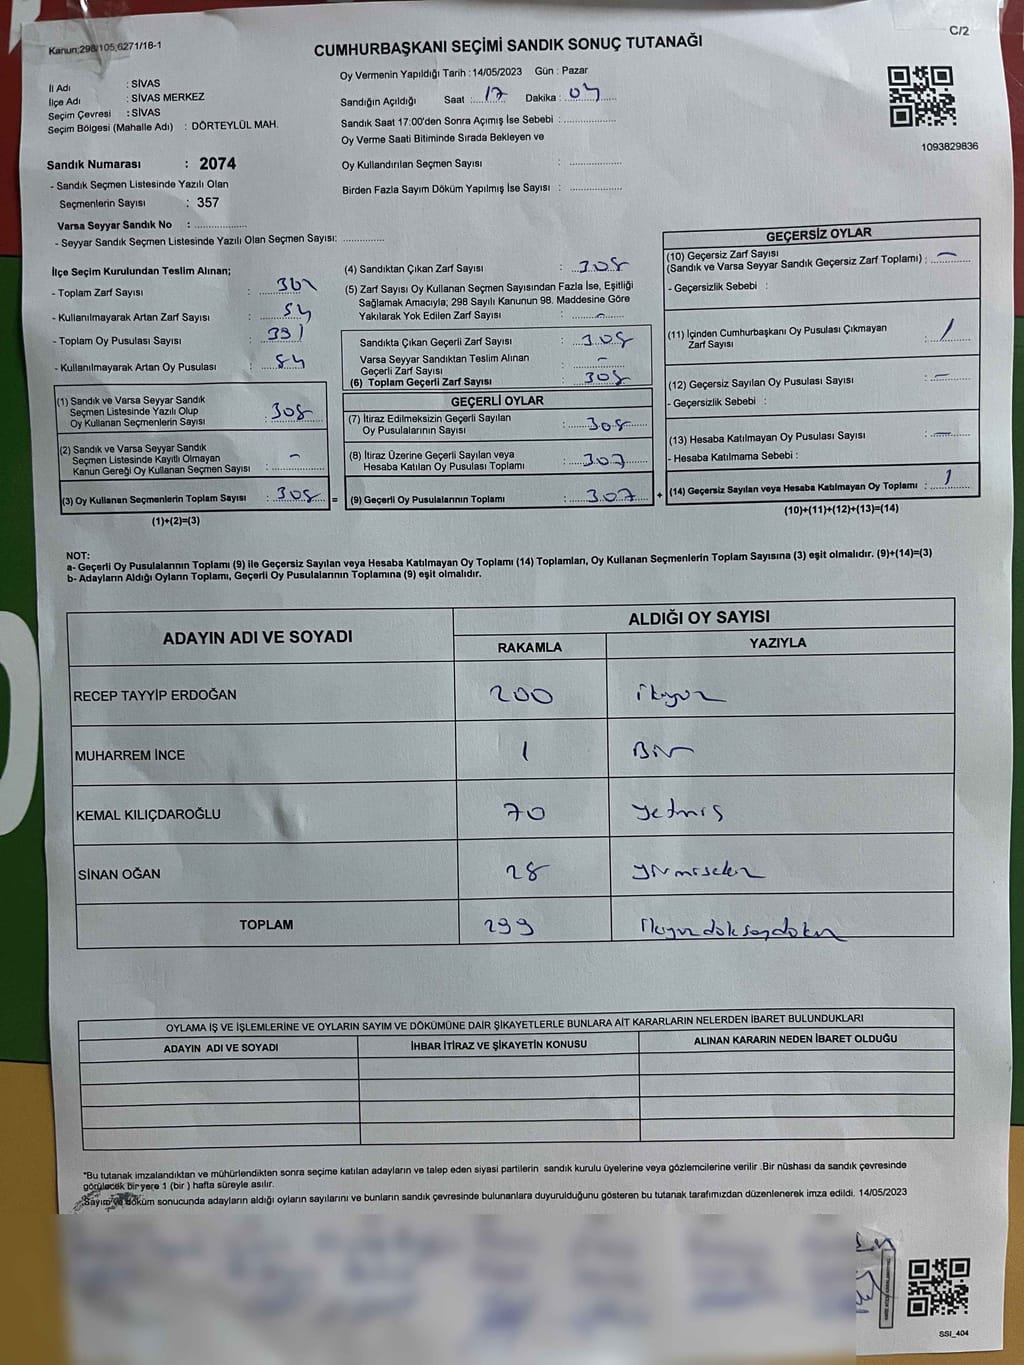 Kanun;298/105;6271/16-1
C/2
CUMHURBAŞKANI SEÇİMİ SANDIK SONUÇ TUTANAĞI
İl Adı : SİVAS
İlçe Adı : SİVAS MERKEZ
Seçim Çevresi : SİVAS
Seçim Bölgesi (Mahalle Adı) : DÖRTEYLÜL MAH.
Oy Vermenin Yapıldığı Tarih : 14/05/2023 Gün : Pazar
Sandığın Açıldığı Saat : 17 Dakika : 04
Sandık Saat 17:00'den Sonra Açımış İse Sebebi :
Oy Verme Saati Bitiminde Sırada Bekleyen ve
Oy Kullandırılan Seçmen Sayısı :
Birden Fazla Sayım Döküm Yapılmış İse Sayısı :
1093829836
Sandık Numarası : 2074
- Sandık Seçmen Listesinde Yazılı Olan
Seçmenlerin Sayısı : 357
Varsa Seyyar Sandık No :
- Seyyar Sandık Seçmen Listesinde Yazılı Olan Seçmen Sayısı:
İlçe Seçim Kurulundan Teslim Alınan;
- Toplam Zarf Sayısı :
- Kullanılmayarak Artan Zarf Sayısı : 54
- Toplam Oy Pusulası Sayısı : 391
- Kullanılmayarak Artan Oy Pusulası : 84
(1) Sandık ve Varsa Seyyar Sandık
Seçmen Listesinde Yazılı Olup
Oy Kullanan Seçmenlerin Sayısı : 308
(2) Sandık ve Varsa Seyyar Sandık
Seçmen Listesinde Kayıtlı Olmayan
Kanun Gereği Oy Kullanan Seçmen Sayısı : -
(3) Oy Kullanan Seçmenlerin Toplam Sayısı : 308 =
(1)+(2)=(3)
(4) Sandıktan Çıkan Zarf Sayısı : 308
(5) Zarf Sayısı Oy Kullanan Seçmen Sayısından Fazla İse, Eşitliği
Sağlamak Amacıyla; 298 Sayılı Kanunun 98. Maddesine Göre
Yakılarak Yok Edilen Zarf Sayısı : -
Sandıkta Çıkan Geçerli Zarf Sayısı : 308
Varsa Seyyar Sandıktan Teslim Alınan
Geçerli Zarf Sayısı : -
(6) Toplam Geçerli Zarf Sayısı : 308
GEÇERLİ OYLAR
(7) İtiraz Edilmeksizin Geçerli Sayılan
Oy Pusulalarının Sayısı : 308
(8) İtiraz Üzerine Geçerli Sayılan veya
Hesaba Katılan Oy Pusulası Toplamı : 307
(9) Geçerli Oy Pusulalarının Toplamı : 307 +
GEÇERSİZ OYLAR
(10) Geçersiz Zarf Sayısı
(Sandık ve Varsa Seyyar Sandık Geçersiz Zarf Toplamı) : -
- Geçersizlik Sebebi :
(11) İçinden Cumhurbaşkanı Oy Pusulası Çıkmayan
Zarf Sayısı : 1
(12) Geçersiz Sayılan Oy Pusulası Sayısı : -
- Geçersizlik Sebebi :
(13) Hesaba Katılmayan Oy Pusulası Sayısı : -
- Hesaba Katılmama Sebebi :
(14) Geçersiz Sayılan veya Hesaba Katılmayan Oy Toplamı : 1
(10)+(11)+(12)+(13)=(14)
NOT:
a- Geçerli Oy Pusulalarının Toplamı (9) ile Geçersiz Sayılan veya Hesaba Katılmayan Oy Toplamı (14) Toplamları, Oy Kullanan Seçmenlerin Toplam Sayısına (3) eşit olmalıdır. (9)+(14)=(3)
b- Adayların Aldığı Oyların Toplamı, Geçerli Oy Pusulalarının Toplamına (9) eşit olmalıdır.
ADAYIN ADI VE SOYADI
ALDIĞI OY SAYISI
RAKAMLA YAZIYLA
RECEP TAYYİP ERDOĞAN 200 ikiyüz
MUHARREM İNCE 1 Bir
KEMAL KILIÇDAROĞLU 70 yetmiş
SİNAN OĞAN 28 yirmisekiz
TOPLAM 299 ikiyüzdoksandokuz
OYLAMA İŞ VE İŞLEMLERİNE VE OYLARIN SAYIM VE DÖKÜMÜNE DAİR ŞİKAYETLERLE BUNLARA AİT KARARLARIN NELERDEN İBARET BULUNDUKLARI
ADAYIN ADI VE SOYADI İHBAR İTİRAZ VE ŞİKAYETİN KONUSU ALINAN KARARIN NEDEN İBARET OLDUĞU
*Bu tutanak imzalandıktan ve mühürlendikten sonra seçime katılan adayların ve talep eden siyasi partilerin sandık kurulu üyelerine veya gözlemcilerine verilir .Bir nüshası da sandık çevresinde
görülecek bir yere 1 (bir ) hafta süreyle asılır.
Sayım ve döküm sonucunda adayların aldığı oyların sayılarını ve bunların sandık çevresinde bulunanlara duyurulduğunu gösteren bu tutanak tarafımızdan düzenlenerek imza edildi. 14/05/2023
SSI_404